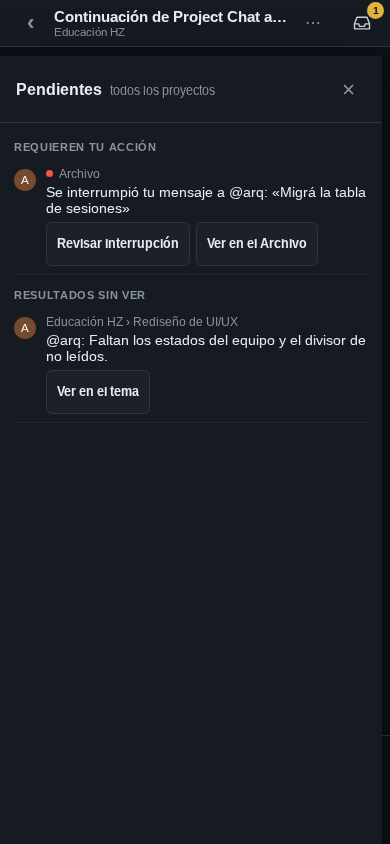 ‹ Continuación de Project Chat a... ··· 1
Educación HZ
Pendientes todos los proyectos ×
REQUIEREN TU ACCIÓN
A Archivo
Se interrumpió tu mensaje a @arq: «Migrá la tabla
de sesiones»
Revisar interrupción Ver en el Archivo
RESULTADOS SIN VER
A Educación HZ › Rediseño de UI/UX
@arq: Faltan los estados del equipo y el divisor de
no leídos.
Ver en el tema